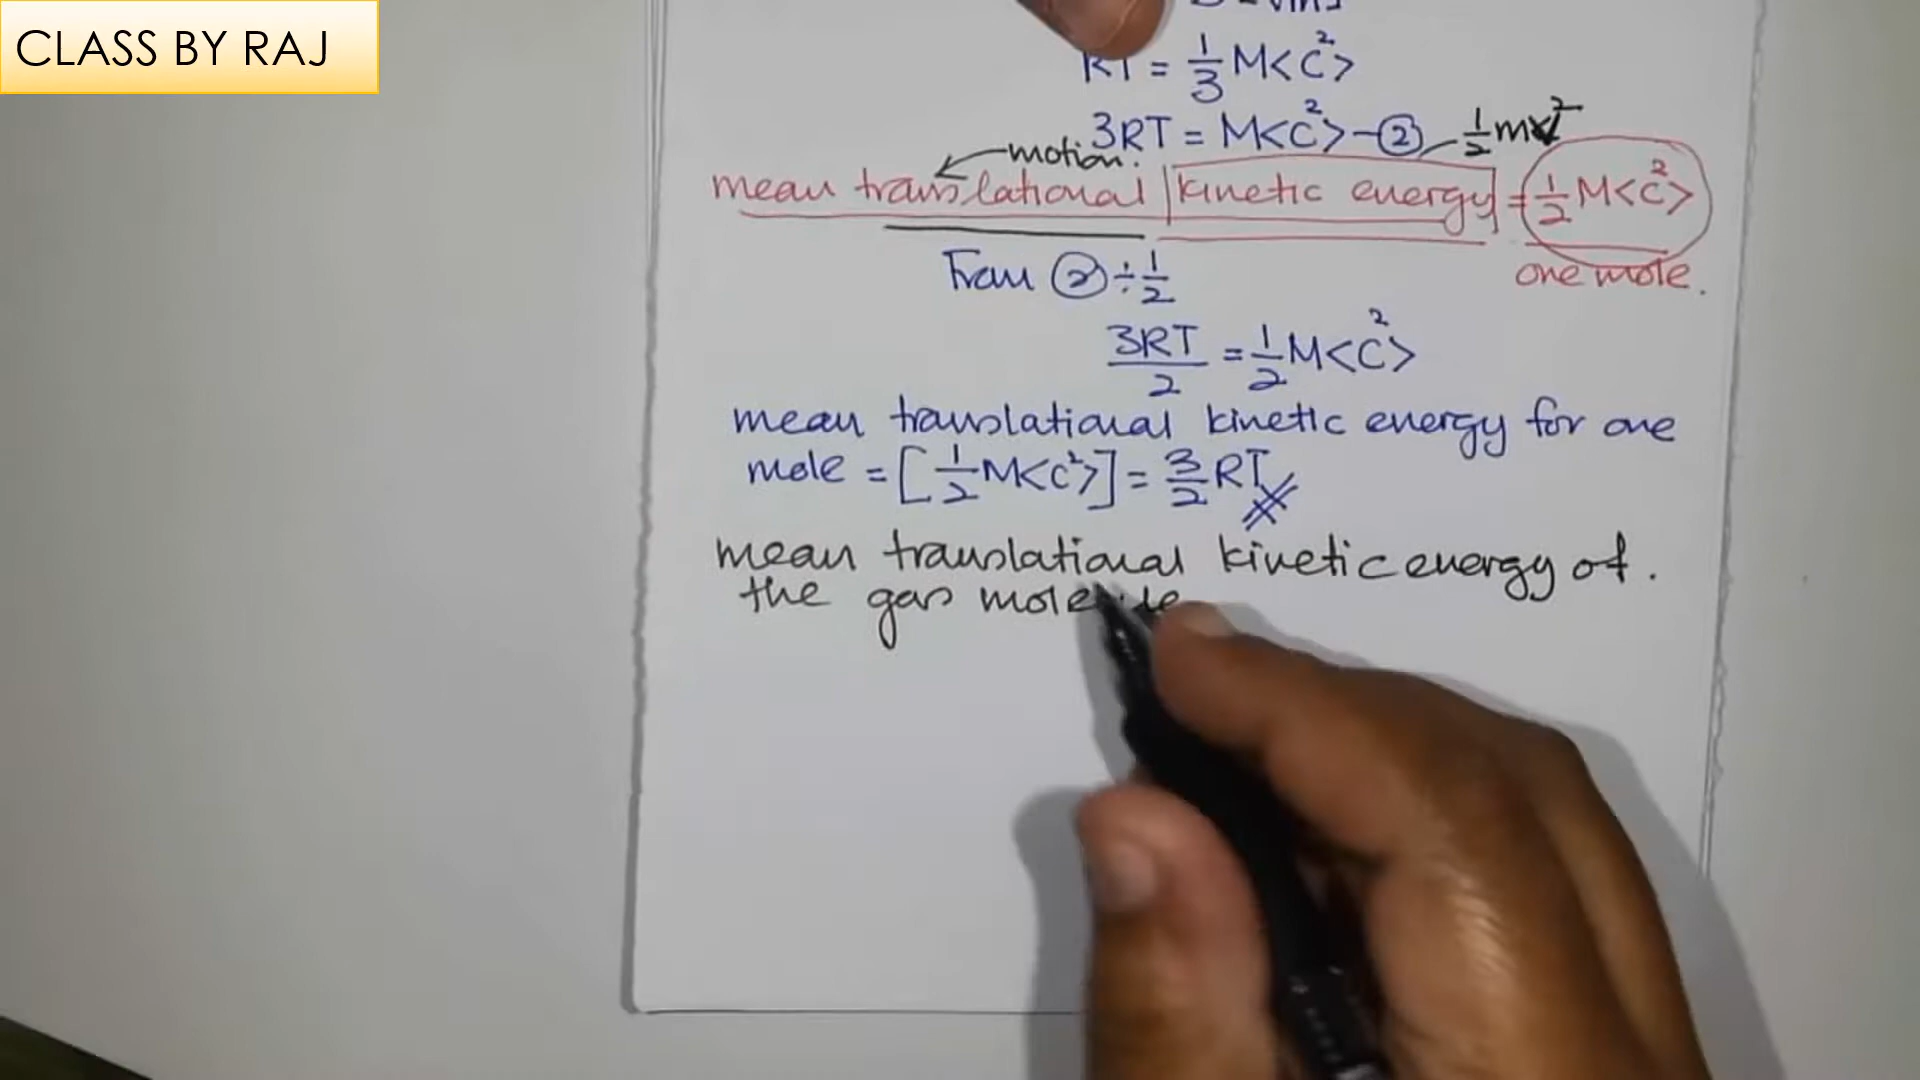 CLASS BY RAJ
RT = 1/3 M<C²>
3RT = M<C²> — ② 1/2 mv²
motion.
mean translational kinetic energy = 1/2 M<C²>
one mole.
From ② ÷ 1/2
3RT/2 = 1/2 M<C²>
mean translational kinetic energy for one
mole = [1/2 M<C²>] = 3/2 RT
mean translational kinetic energy of.
the gas